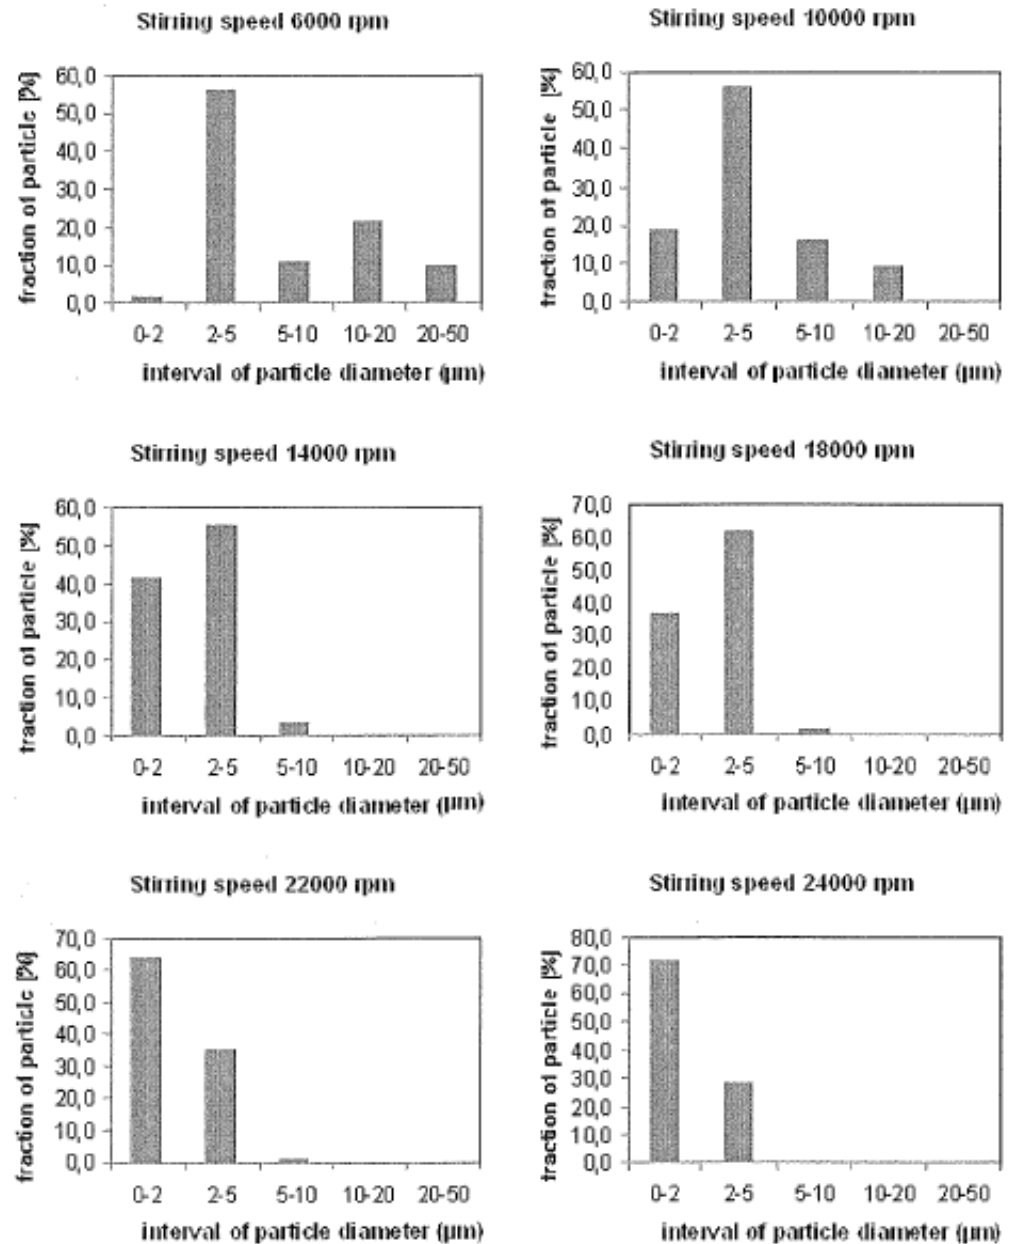 Stirring speed 6000 rpm
fraction of particle [%]
60,0
50,0
40,0
30,0
20,0
10,0
0,0
0-2 2-5 5-10 10-20 20-50
interval of particle diameter (µm)
Stirring speed 10000 rpm
fraction of particle [%]
60,0
50,0
40,0
30,0
20,0
10,0
0,0
0-2 2-5 5-10 10-20 20-50
interval of particle diameter (µm)
Stirring speed 14000 rpm
fraction of particle [%]
60,0
50,0
40,0
30,0
20,0
10,0
0,0
0-2 2-5 5-10 10-20 20-50
interval of particle diameter (µm)
Stirring speed 18000 rpm
fraction of particle [%]
70,0
60,0
50,0
40,0
30,0
20,0
10,0
0,0
0-2 2-5 5-10 10-20 20-50
interval of particle diameter (µm)
Stirring speed 22000 rpm
fraction of particle [%]
70,0
60,0
50,0
40,0
30,0
20,0
10,0
0,0
0-2 2-5 5-10 10-20 20-50
interval of particle diameter (µm)
Stirring speed 24000 rpm
fraction of particle [%]
80,0
70,0
60,0
50,0
40,0
30,0
20,0
10,0
0,0
0-2 2-5 5-10 10-20 20-50
interval of particle diameter (µm)